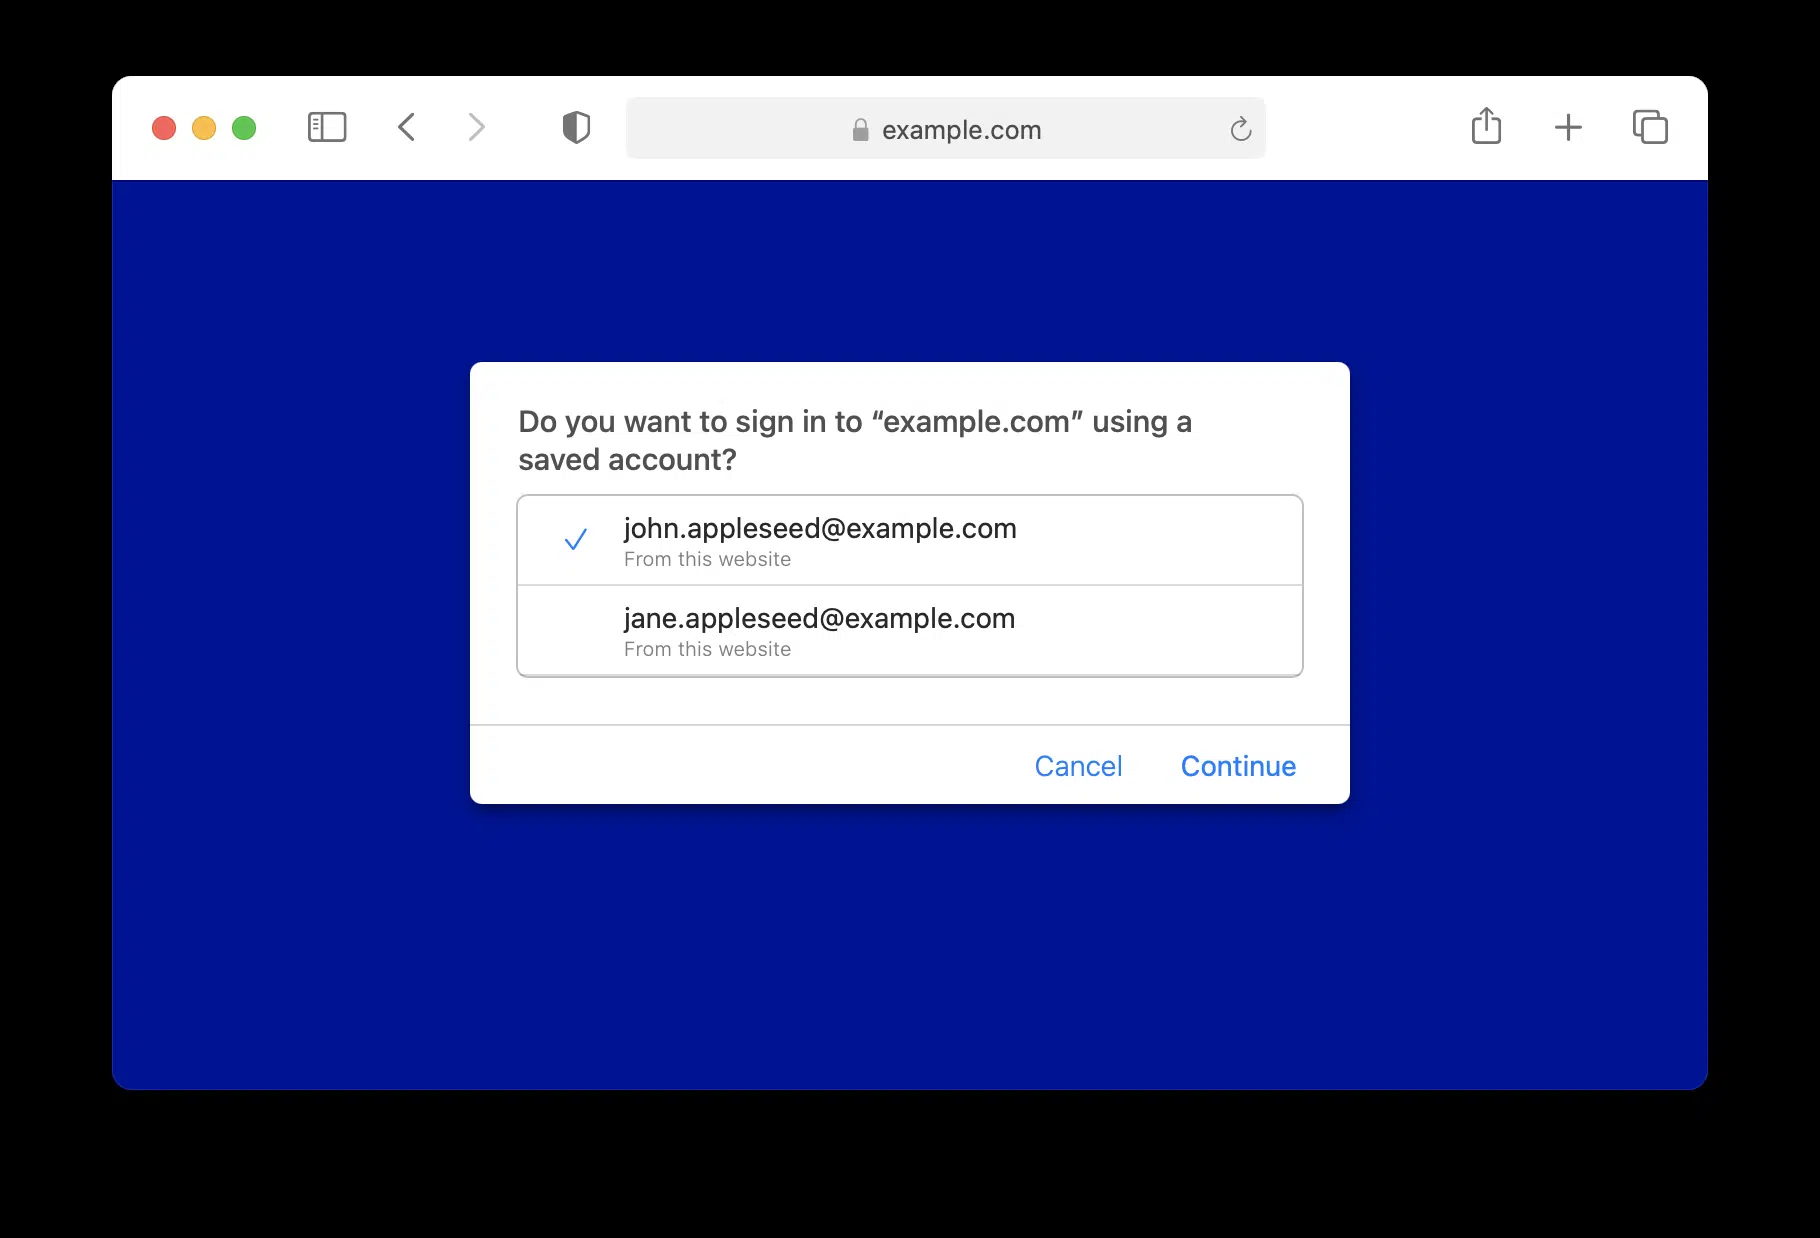 example.com
Do you want to sign in to “example.com” using a
saved account?
john.appleseed@example.com
From this website
jane.appleseed@example.com
From this website
Cancel Continue